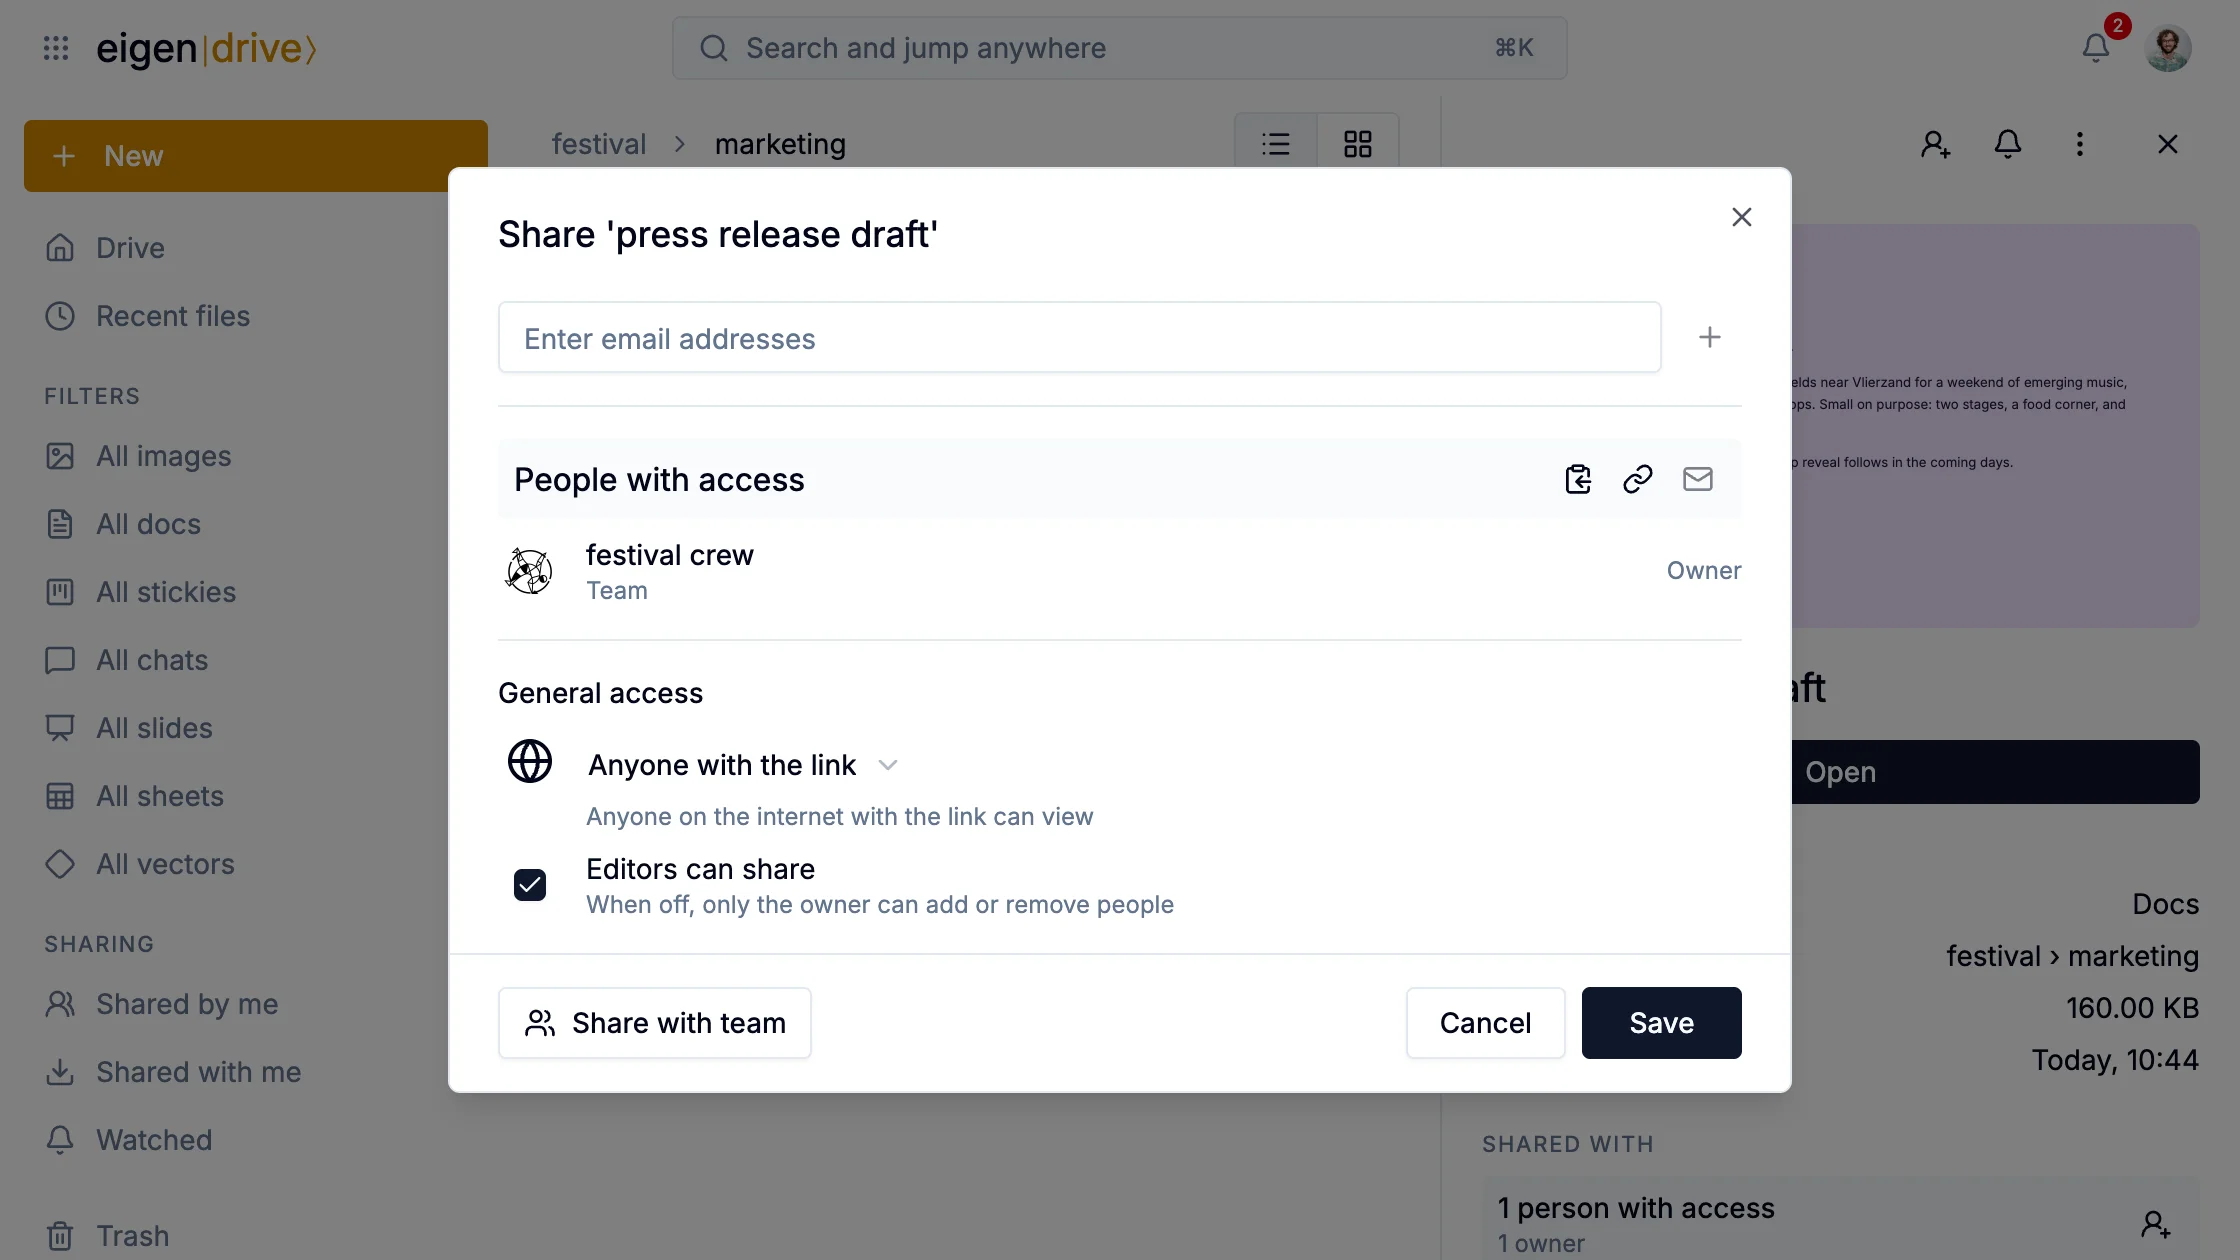 eigen|drive⟩
Search and jump anywhere ⌘K
2
New
festival > marketing
Drive
Recent files
FILTERS
All images
All docs
All stickies
All chats
All slides
All sheets
All vectors
SHARING
Shared by me
Shared with me
Watched
Trash
Share 'press release draft'
Enter email addresses
People with access
festival crew
Team
Owner
General access
Anyone with the link
Anyone on the internet with the link can view
Editors can share
When off, only the owner can add or remove people
Share with team
Cancel
Save
near Vlierzand for a weekend of emerging music,
Small on purpose: two stages, a food corner, and
reveal follows in the coming days.
Open
Docs
festival › marketing
160.00 KB
Today, 10:44
SHARED WITH
1 person with access
1 owner